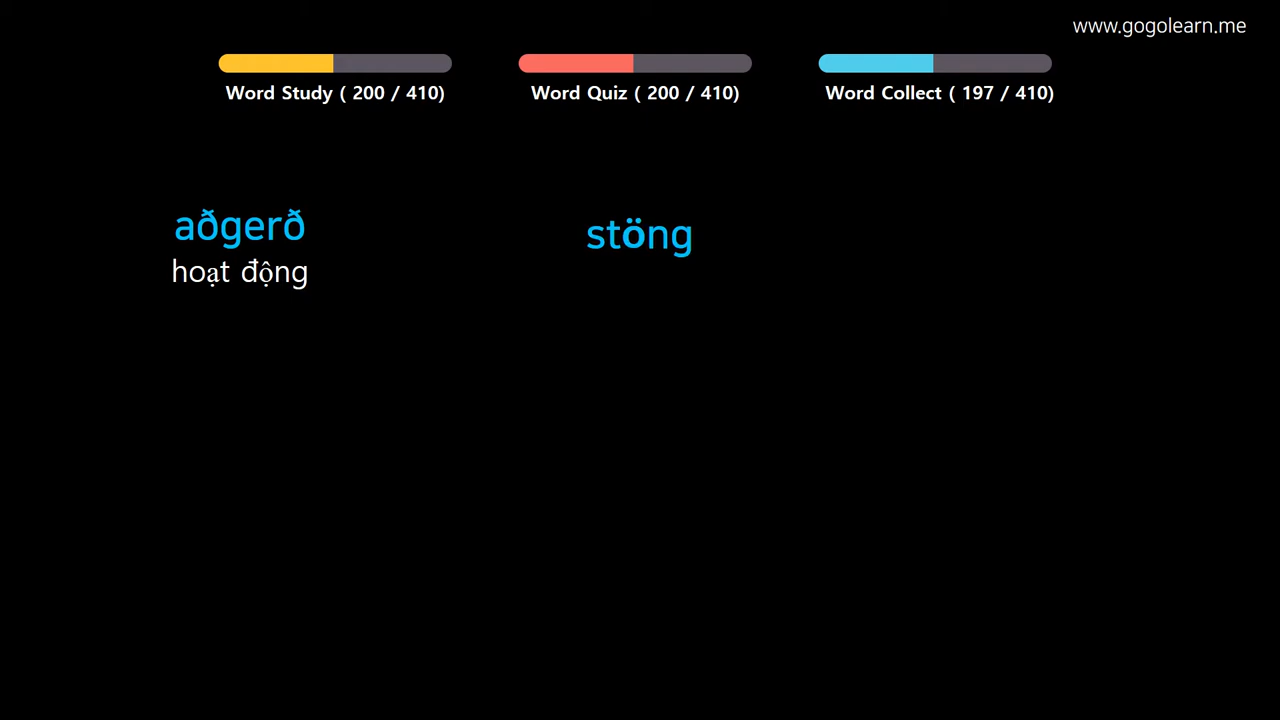 www.gogolearn.me
Word Study ( 200 / 410)
Word Quiz ( 200 / 410)
Word Collect ( 197 / 410)
aðgerð
hoạt động
stöng